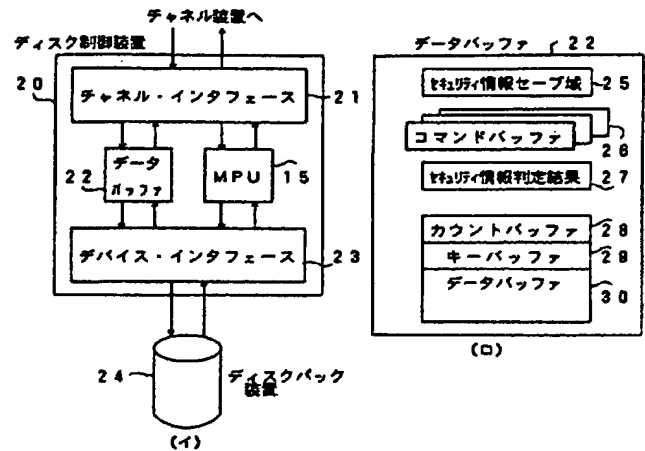 チャネル装置へ
ディスク制御装置
20
チャネル・インタフェース
21
データ
バッファ
22
MPU
15
デバイス・インタフェース
23
24
ディスクパック
装置
(イ)
データバッファ
22
セキュリティ情報セーブ域
25
コマンドバッファ
26
セキュリティ情報判定結果
27
カウントバッファ
28
キーバッファ
29
データバッファ
30
(ロ)